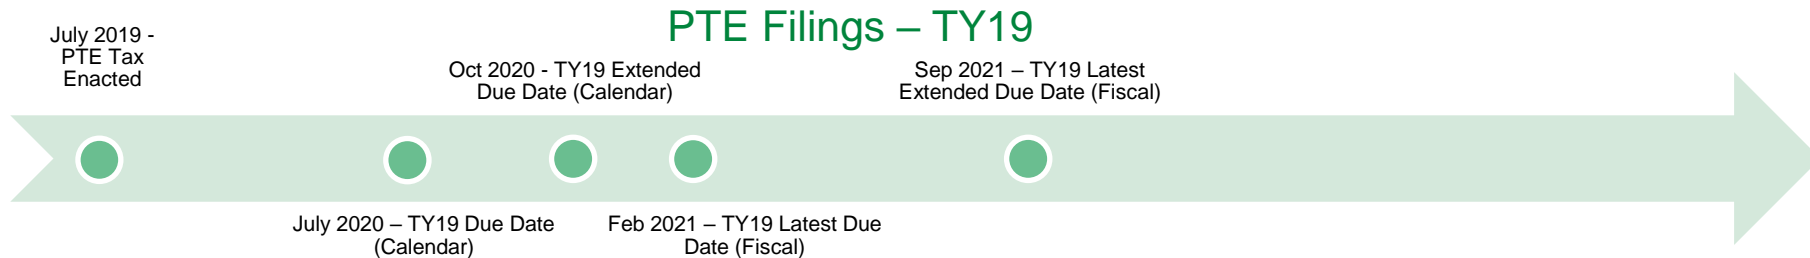 PTE Filings – TY19
July 2019 -
PTE Tax
Enacted
Oct 2020 - TY19 Extended
Due Date (Calendar)
Sep 2021 – TY19 Latest
Extended Due Date (Fiscal)
July 2020 – TY19 Due Date
(Calendar)
Feb 2021 – TY19 Latest Due
Date (Fiscal)